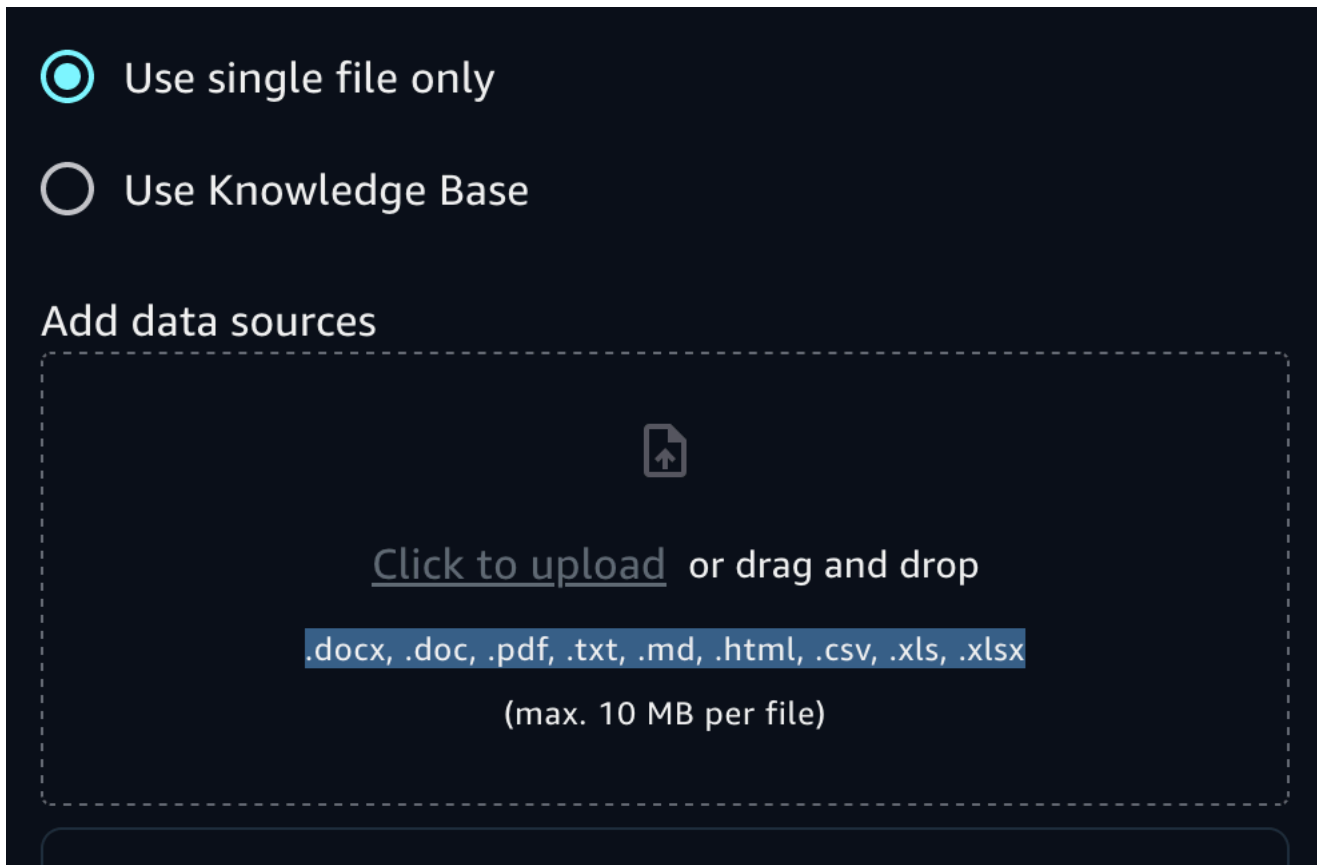 Use single file only
Use Knowledge Base
Add data sources
Click to upload or drag and drop
.docx, .doc, .pdf, .txt, .md, .html, .csv, .xls, .xlsx
(max. 10 MB per file)